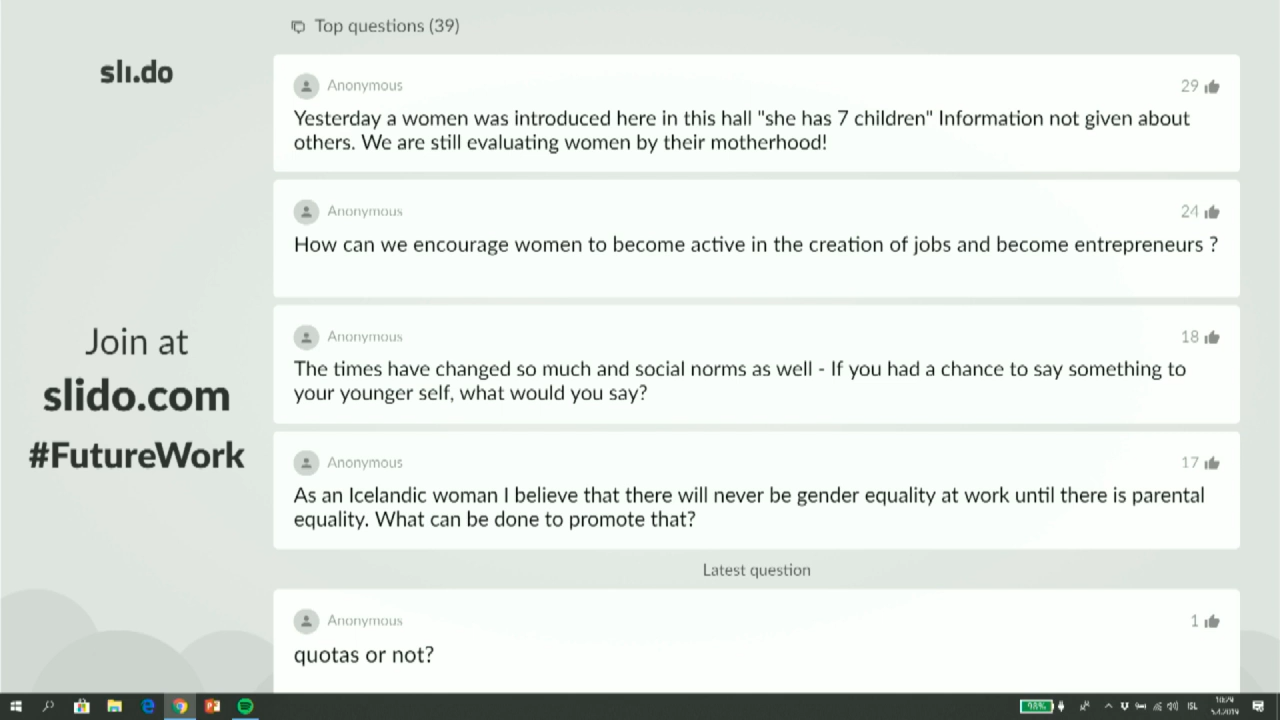 Top questions (39)
slı.do
Anonymous
29
Yesterday a women was introduced here in this hall "she has 7 children" Information not given about
others. We are still evaluating women by their motherhood!
Anonymous
24
How can we encourage women to become active in the creation of jobs and become entrepreneurs ?
Anonymous
18
The times have changed so much and social norms as well - If you had a chance to say something to
your younger self, what would you say?
Join at
slido.com
#FutureWork
Anonymous
17
As an Icelandic woman I believe that there will never be gender equality at work until there is parental
equality. What can be done to promote that?
Latest question
Anonymous
1
quotas or not?
98%
ISL